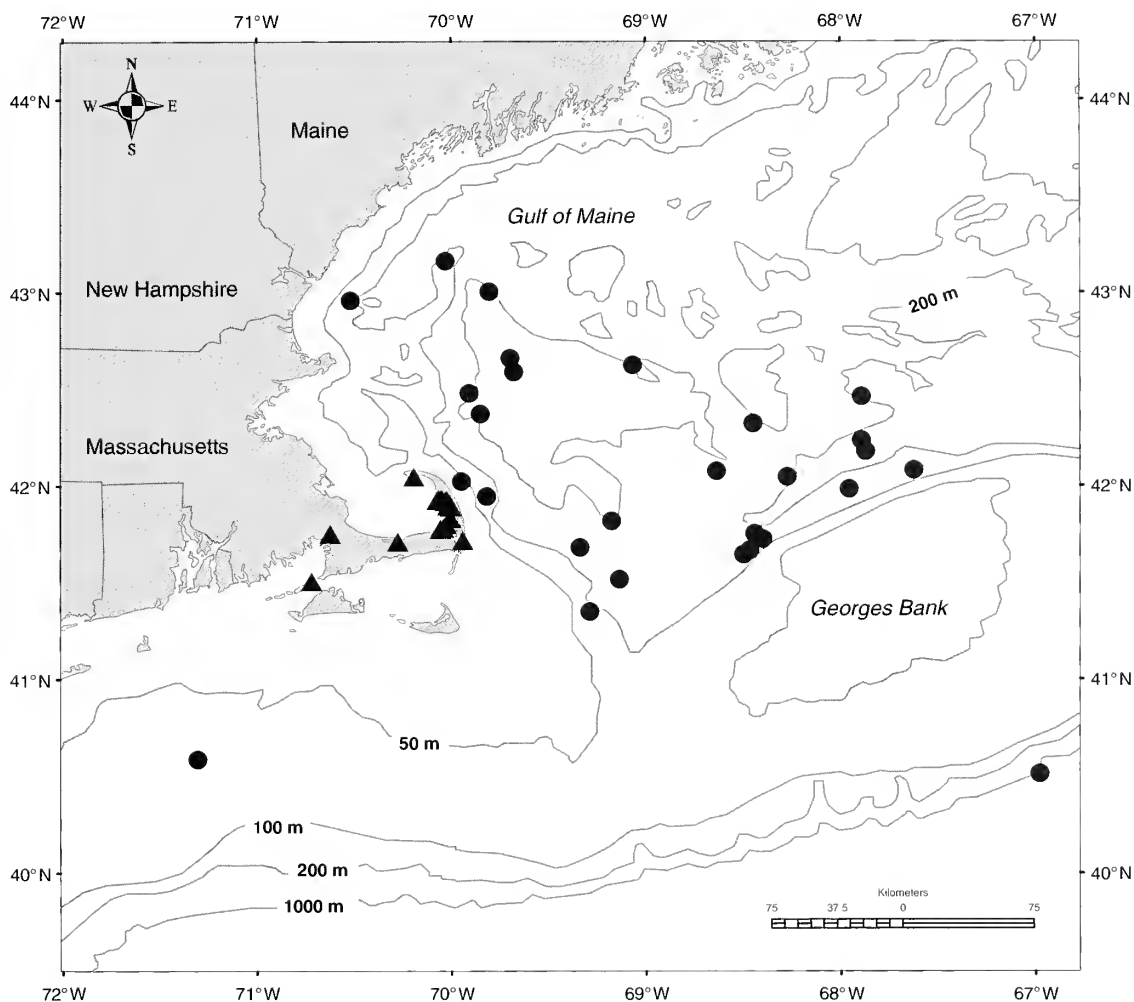 72°W 71°W 70°W 69°W 68°W 67°W
44°N 44°N
N
W E
S
Maine
Gulf of Maine
New Hampshire
43°N 43°N
200 m
Massachusetts
42°N 42°N
Georges Bank
41°N 41°N
50 m
100 m
200 m
40°N 40°N
1000 m
Kilometers
75 37 5 0 75
72°W 71°W 70°W 69°W 68°W 67°W